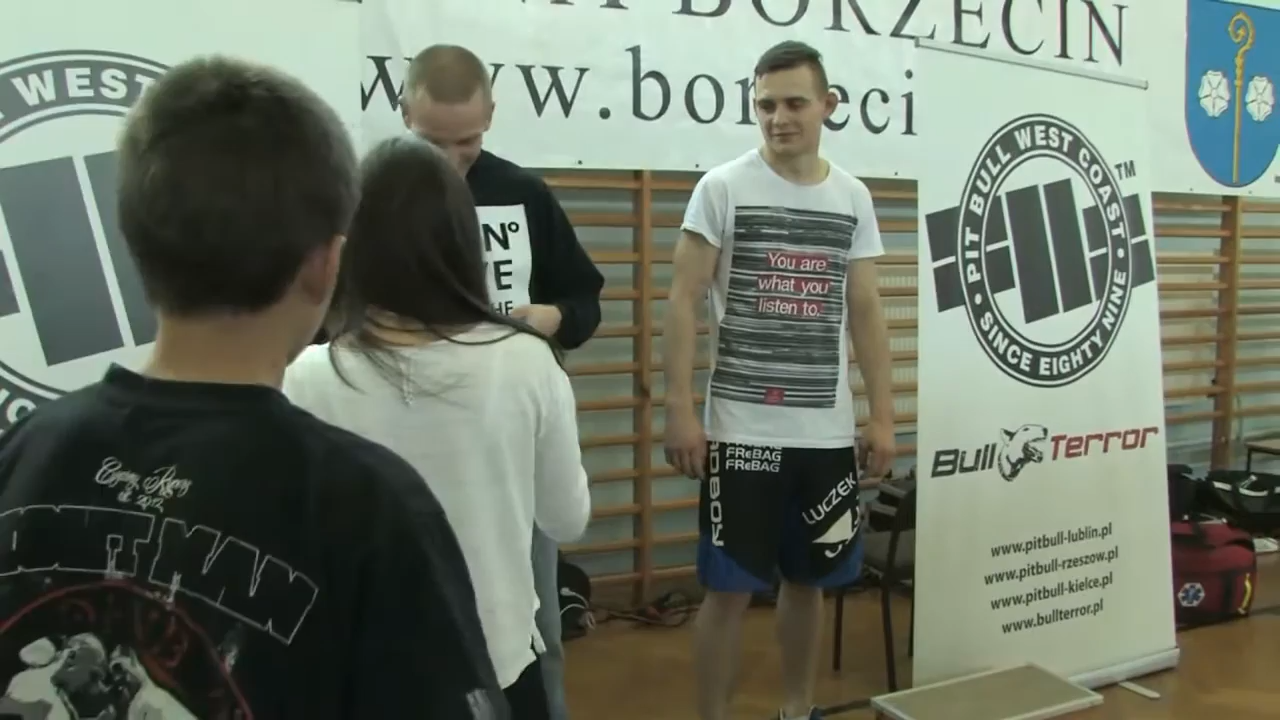 WEST
BORZĘCIN
www.bor
eci
PIT BULL WEST COAST
• SINCE EIGHTY NINE •
TM
Bull Terror
www.pitbull-lublin.pl
www.pitbull-rzeszow.pl
www.pitbull-kielce.pl
www.bullterror.pl
Nº
You are
what you
listen to.
FReBAG
FReBAG
LUCZEK